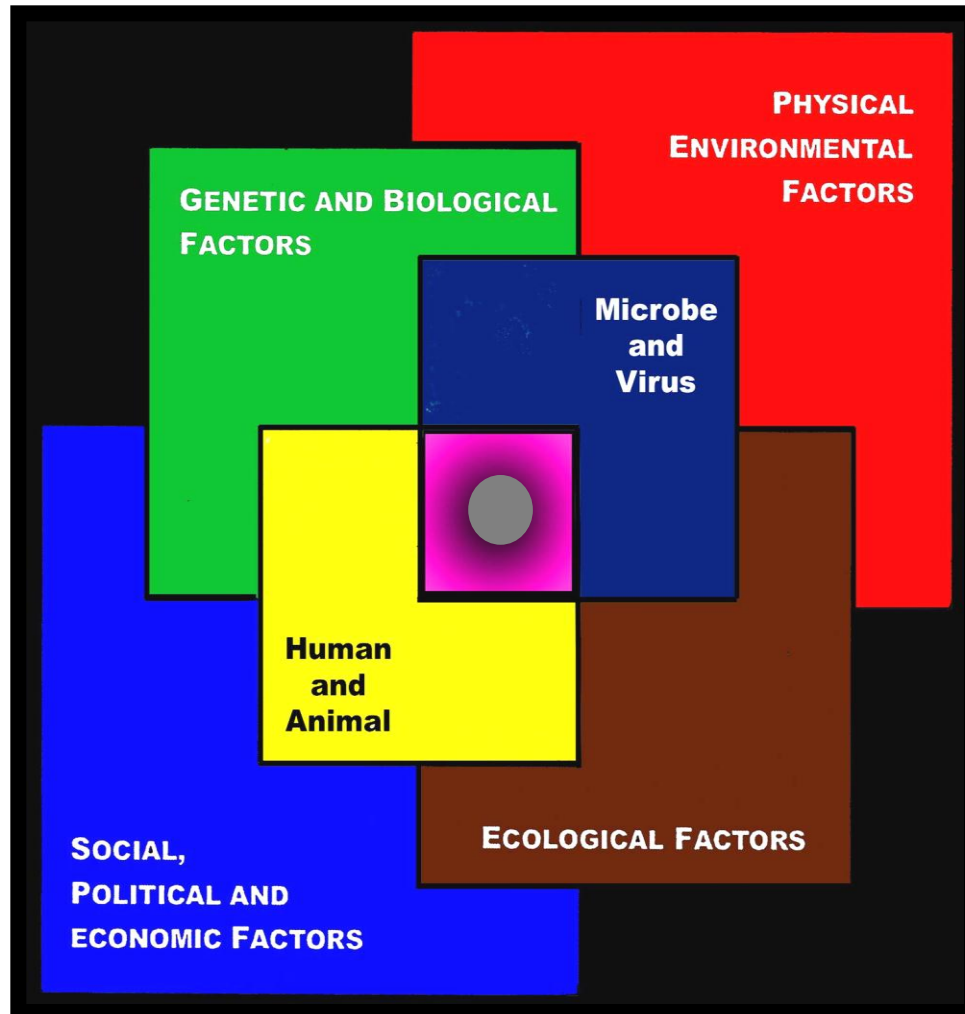 PHYSICAL
ENVIRONMENTAL
FACTORS
GENETIC AND BIOLOGICAL
FACTORS
Microbe
and
Virus
Human
and
Animal
ECOLOGICAL FACTORS
SOCIAL,
POLITICAL AND
ECONOMIC FACTORS